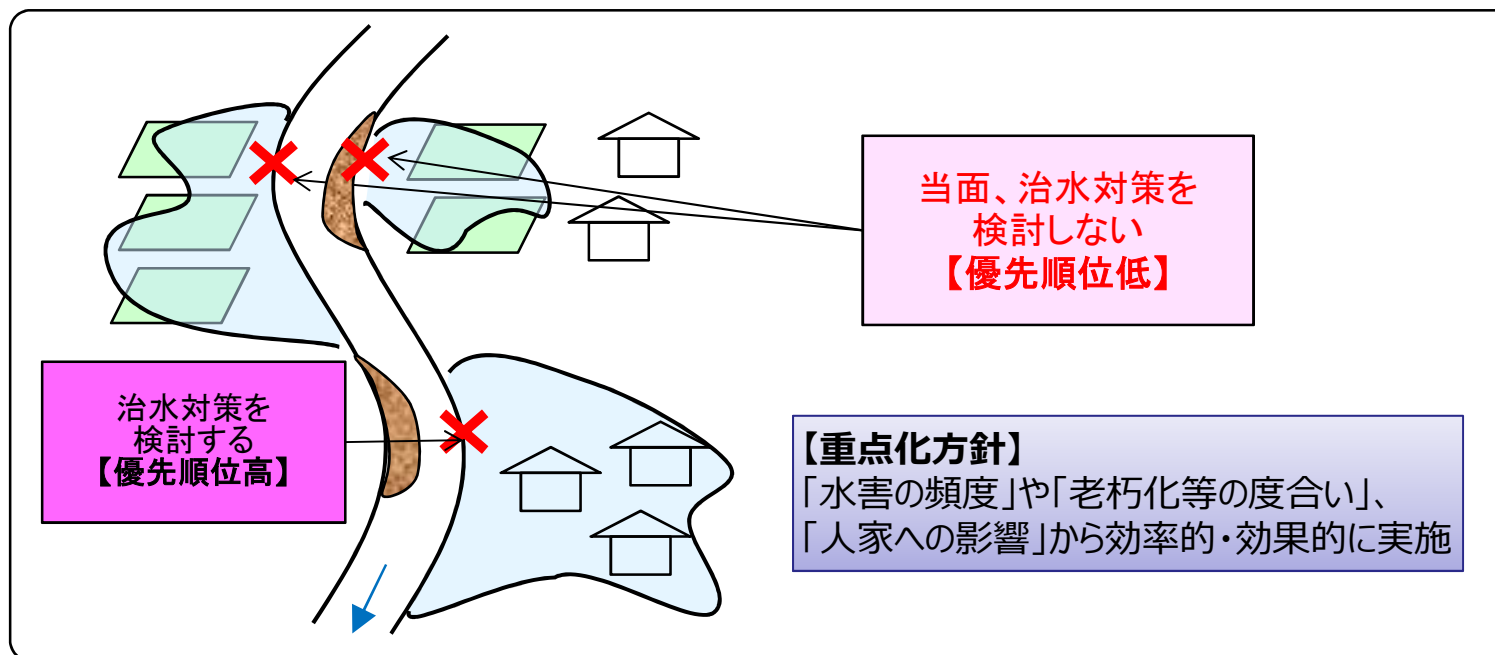 当面、治水対策を
検討しない
【優先順位低】
治水対策を
検討する
【優先順位高】
【重点化方針】
「水害の頻度」や「老朽化等の度合い」、
「人家への影響」から効率的・効果的に実施